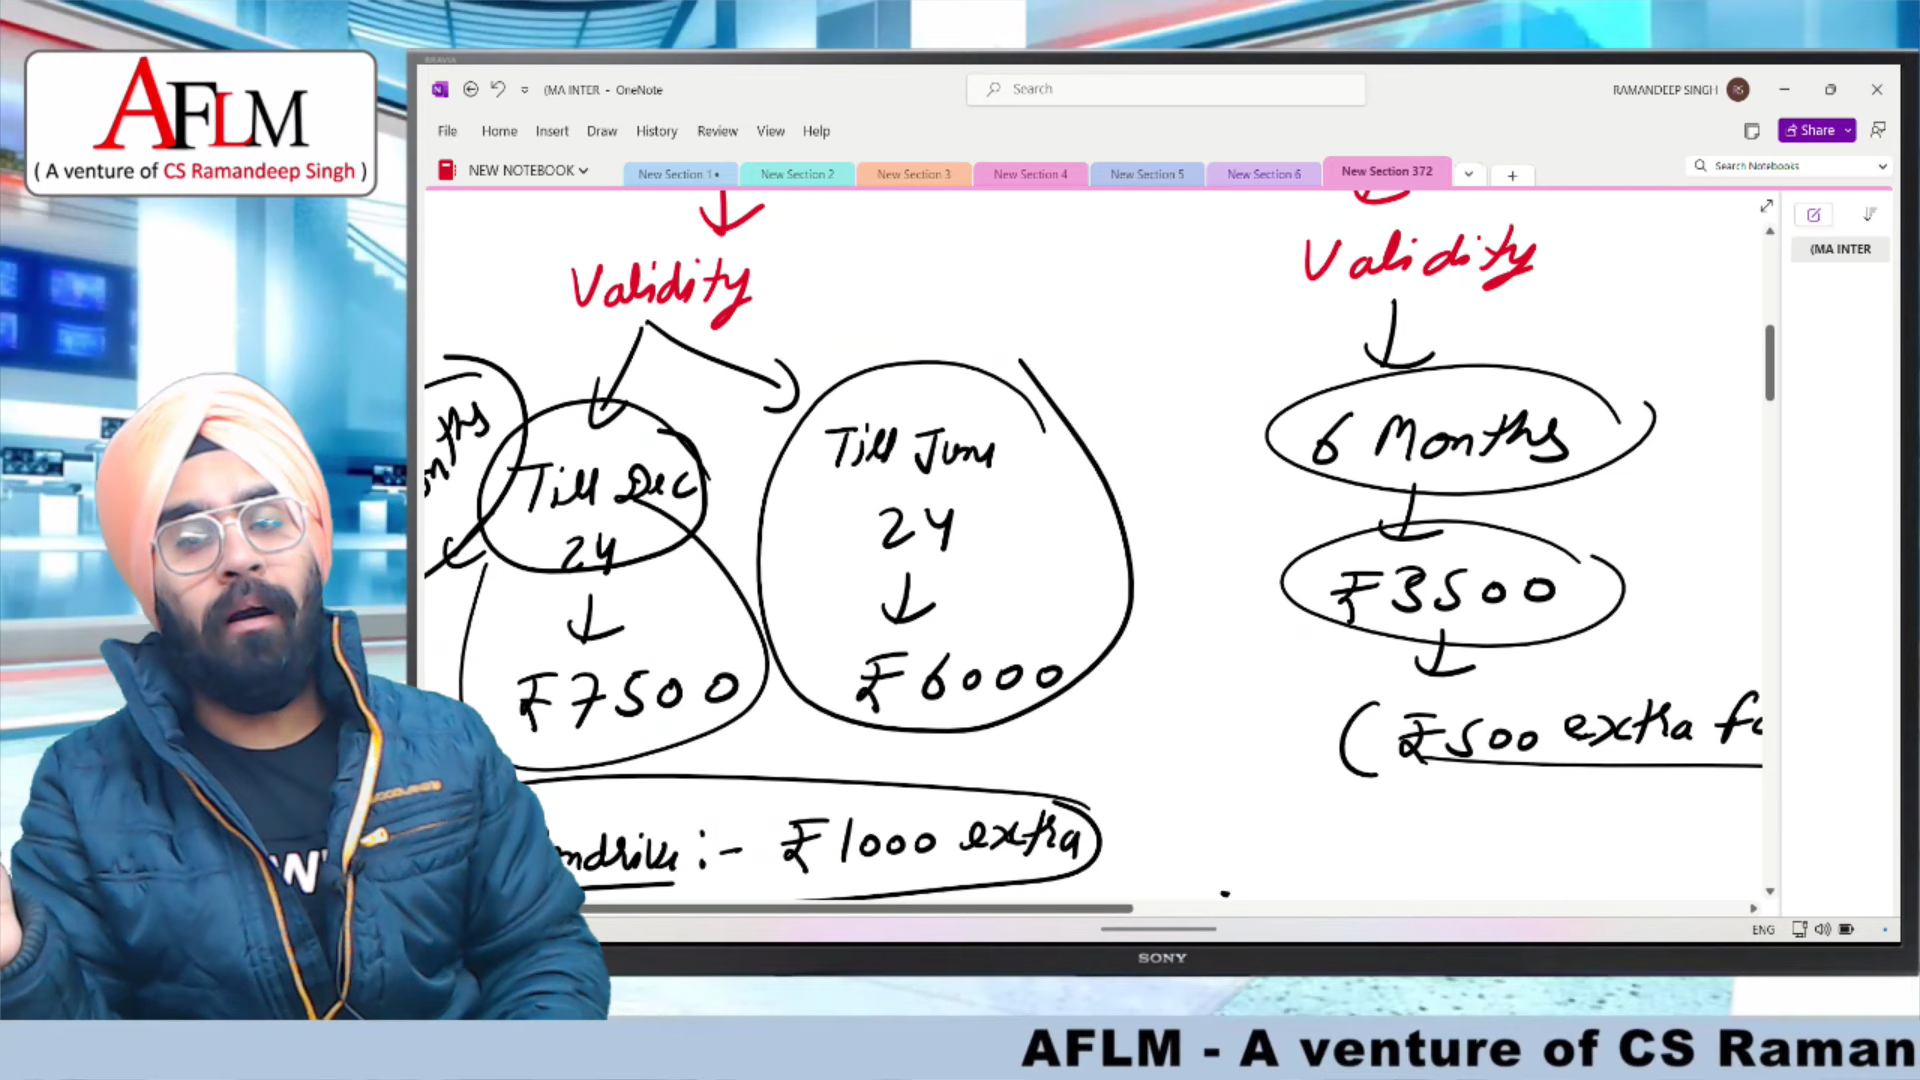 AFLM
( A venture of CS Ramandeep Singh )
BRAVIA
(MA INTER - OneNote
Search
RAMANDEEP SINGH
RS
File Home Insert Draw History Review View Help
Share
NEW NOTEBOOK
New Section 1
New Section 2
New Section 3
New Section 4
New Section 5
New Section 6
New Section 372
+
Search Notebooks
(MA INTER
Validity
Till Dec
24
₹7500
Till June
24
₹6000
ndrive :- ₹1000 extra
Validity
6 Months
₹3500
( ₹500 extra
ENG
SONY
AFLM - A venture of CS Raman